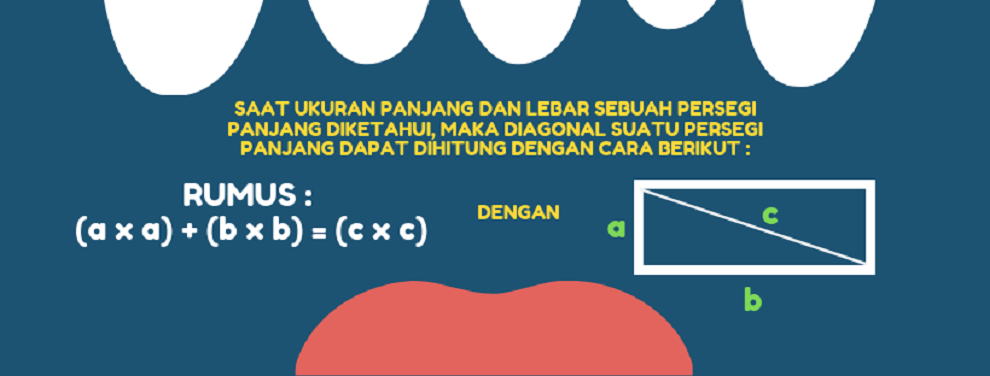 SAAT UKURAN PANJANG DAN LEBAR SEBUAH PERSEGI
PANJANG DIKETAHUI, MAKA DIAGONAL SUATU PERSEGI
PANJANG DAPAT DIHITUNG DENGAN CARA BERIKUT :
RUMUS :
(a x a) + (b x b) = (c x c)
DENGAN
a
c
b